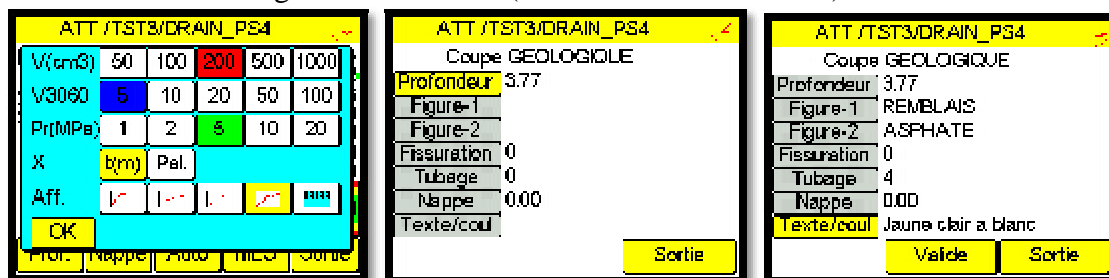 ATT /TST3/DRAIN_PS4
V(cm3) 50 100 200 500 1000
V3060 5 10 20 50 100
Pr(MPa) 1 2 5 10 20
X t(m) Pal.
Aff.
OK
Prof. Nappe Auto Sortie
ATT /TST3/DRAIN_PS4
Coupe GEOLOGIQUE
Profondeur 3.77
Figure-1
Figure-2
Fissuration 0
Tubage 0
Nappe 0.00
Texte/coul
Sortie
ATT /TST3/DRAIN_PS4
Coupe GEOLOGIQUE
Profondeur 3.77
Figure-1 REMBLAIS
Figure-2 ASPHATE
Fissuration 0
Tubage 4
Nappe 0.00
Texte/coul Jaune clair a blanc
Valide Sortie